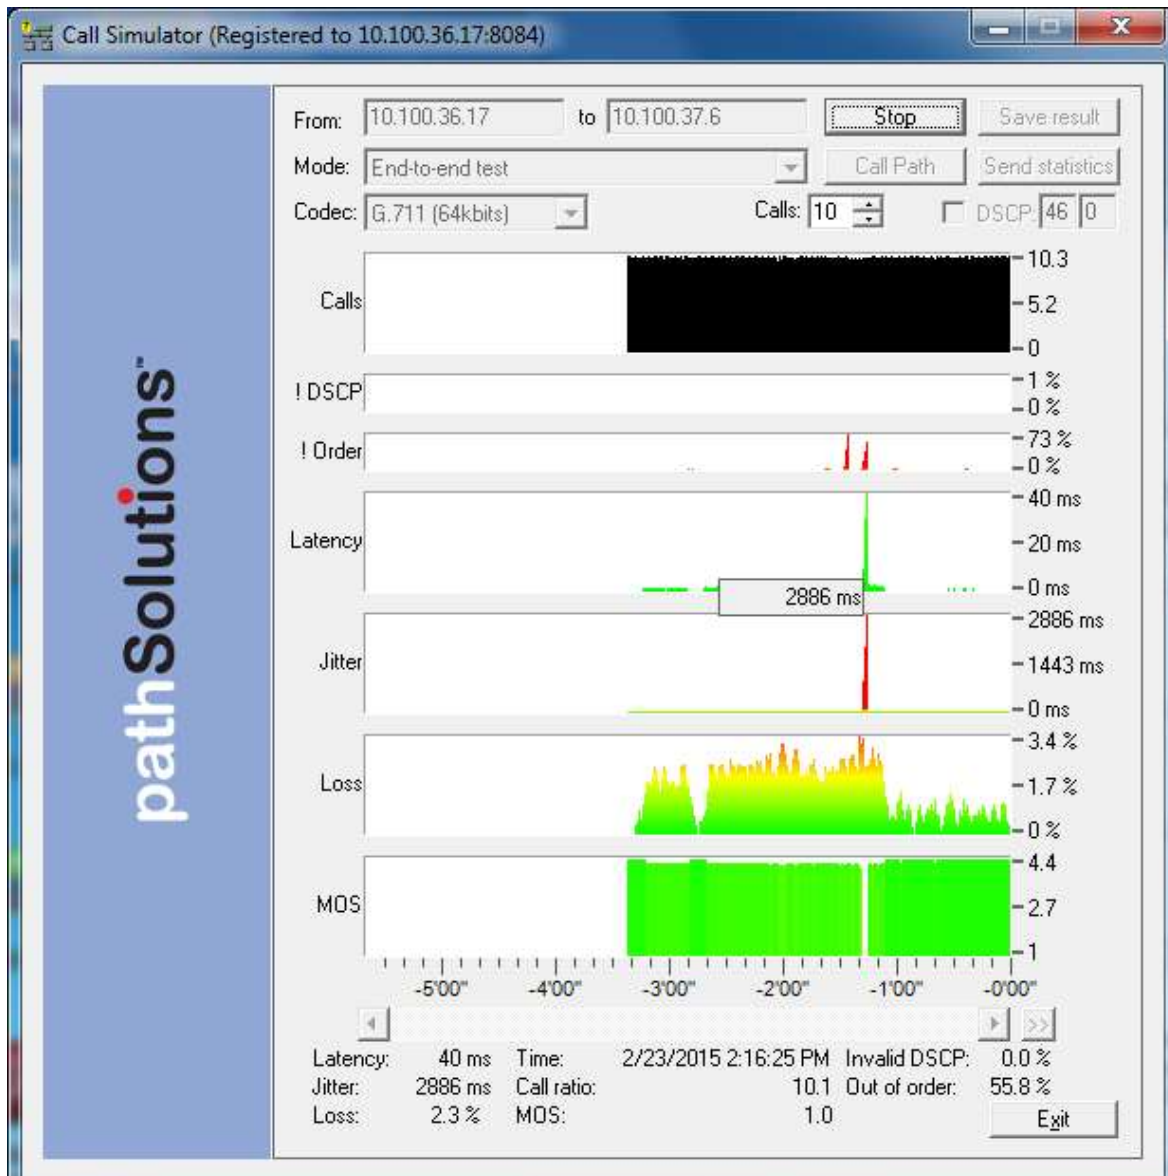 Call Simulator (Registered to 10.100.36.17:8084)
pathSolutions™
From: 10.100.36.17 to 10.100.37.6 Stop Save result
Mode: End-to-end test Call Path Send statistics
Codec: G.711 (64kbits) Calls: 10 DSCP: 46 0
Calls 10.3
5.2
0
! DSCP 1 %
0 %
! Order 73 %
0 %
Latency 40 ms
20 ms
0 ms
2886 ms
Jitter 2886 ms
1443 ms
0 ms
Loss 3.4 %
1.7 %
0 %
MOS 4.4
2.7
1
-5'00" -4'00" -3'00" -2'00" -1'00" -0'00"
>>
Latency: 40 ms Time: 2/23/2015 2:16:25 PM Invalid DSCP: 0.0 %
Jitter: 2886 ms Call ratio: 10.1 Out of order: 55.8 %
Loss: 2.3 % MOS: 1.0 Exit